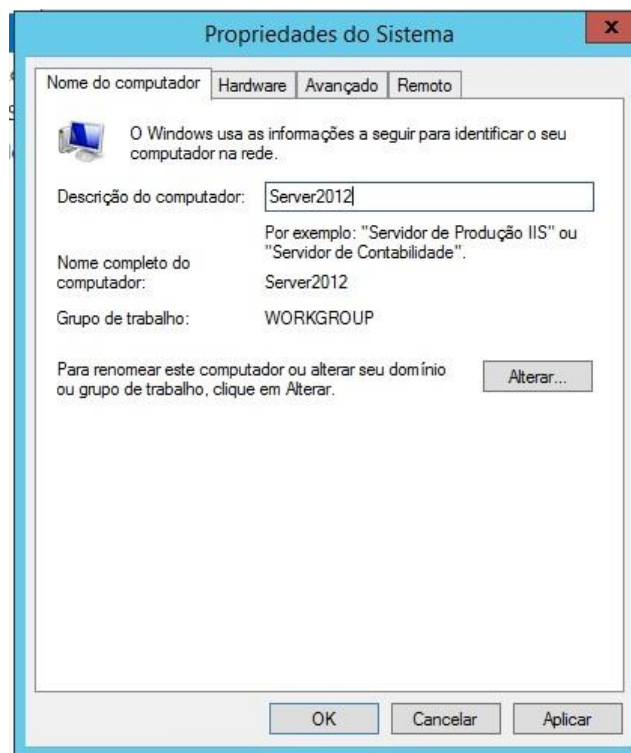 Propriedades do Sistema
x
Nome do computador
Hardware
Avançado
Remoto
O Windows usa as informações a seguir para identificar o seu
computador na rede.
Descrição do computador:
Server2012
Por exemplo: "Servidor de Produção IIS" ou
"Servidor de Contabilidade".
Nome completo do
computador:
Server2012
Grupo de trabalho:
WORKGROUP
Para renomear este computador ou alterar seu domínio
ou grupo de trabalho, clique em Alterar.
Alterar...
OK
Cancelar
Aplicar